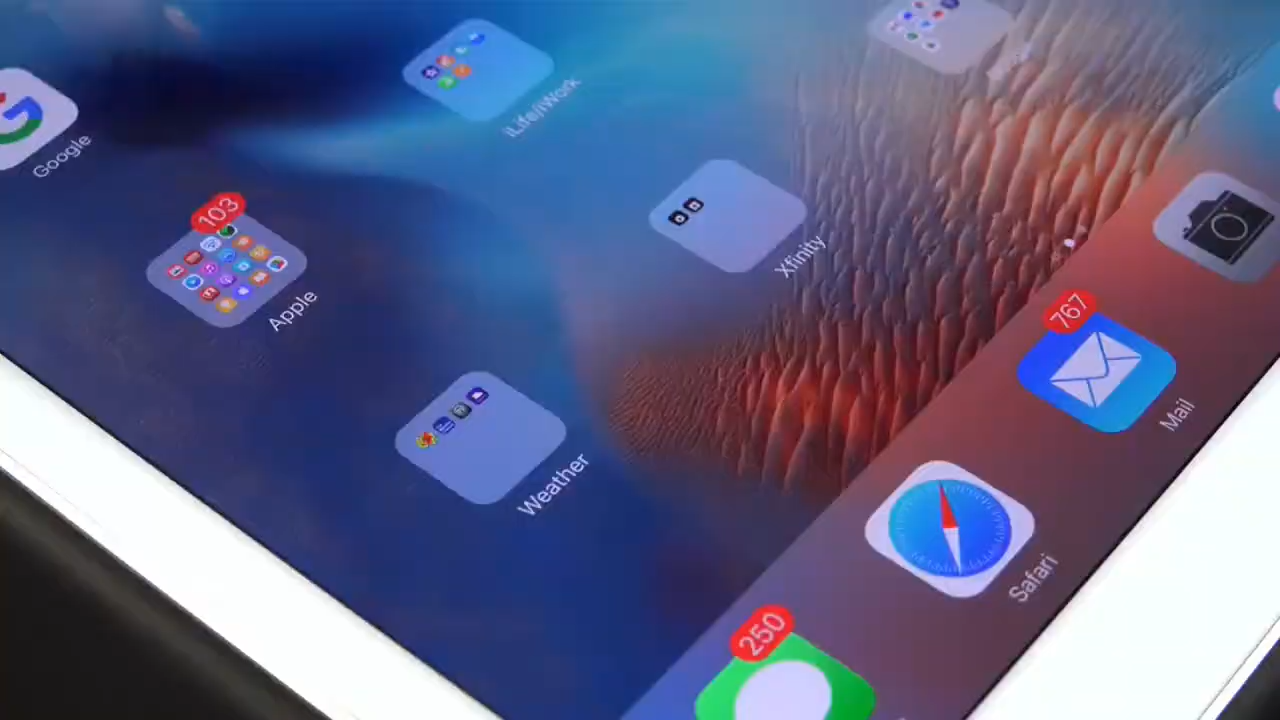 Google
iLife/iWork
103
Apple
Xfinity
Weather
767
Mail
Safari
250